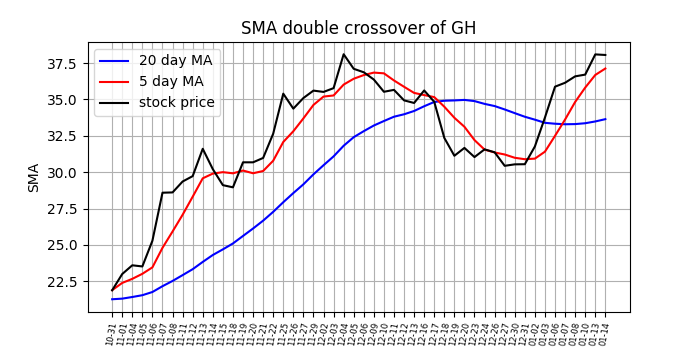 SMA double crossover of GH
37.5
35.0
32.5
30.0
27.5
25.0
22.5
SMA
20 day MA
5 day MA
stock price
10-31 11-01 11-04 11-05 11-06 11-07 11-08 11-11 11-12 11-13 11-14 11-15 11-18 11-19 11-20 11-21 11-22 11-25 11-26 11-27 11-29 12-02 12-03 12-04 12-05 12-06 12-09 12-10 12-11 12-12 12-13 12-16 12-17 12-18 12-19 12-20 12-23 12-24 12-26 12-27 12-30 12-31 01-02 01-03 01-06 01-07 01-08 01-10 01-13 01-14